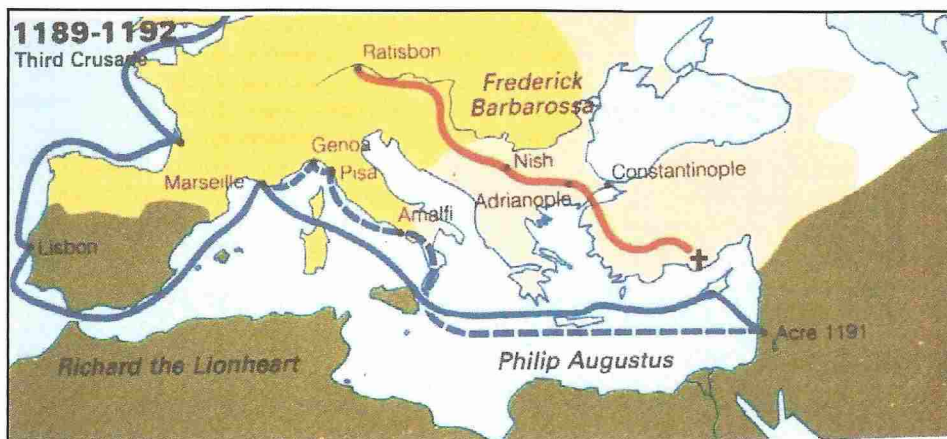 1189-1192
Third Crusade
Ratisbon
Frederick
Barbarossa
Genoa
Nish
Constantinople
Marseille
Pisa
Adrianople
Amalfi
Lisbon
Acre 1191
Richard the Lionheart
Philip Augustus